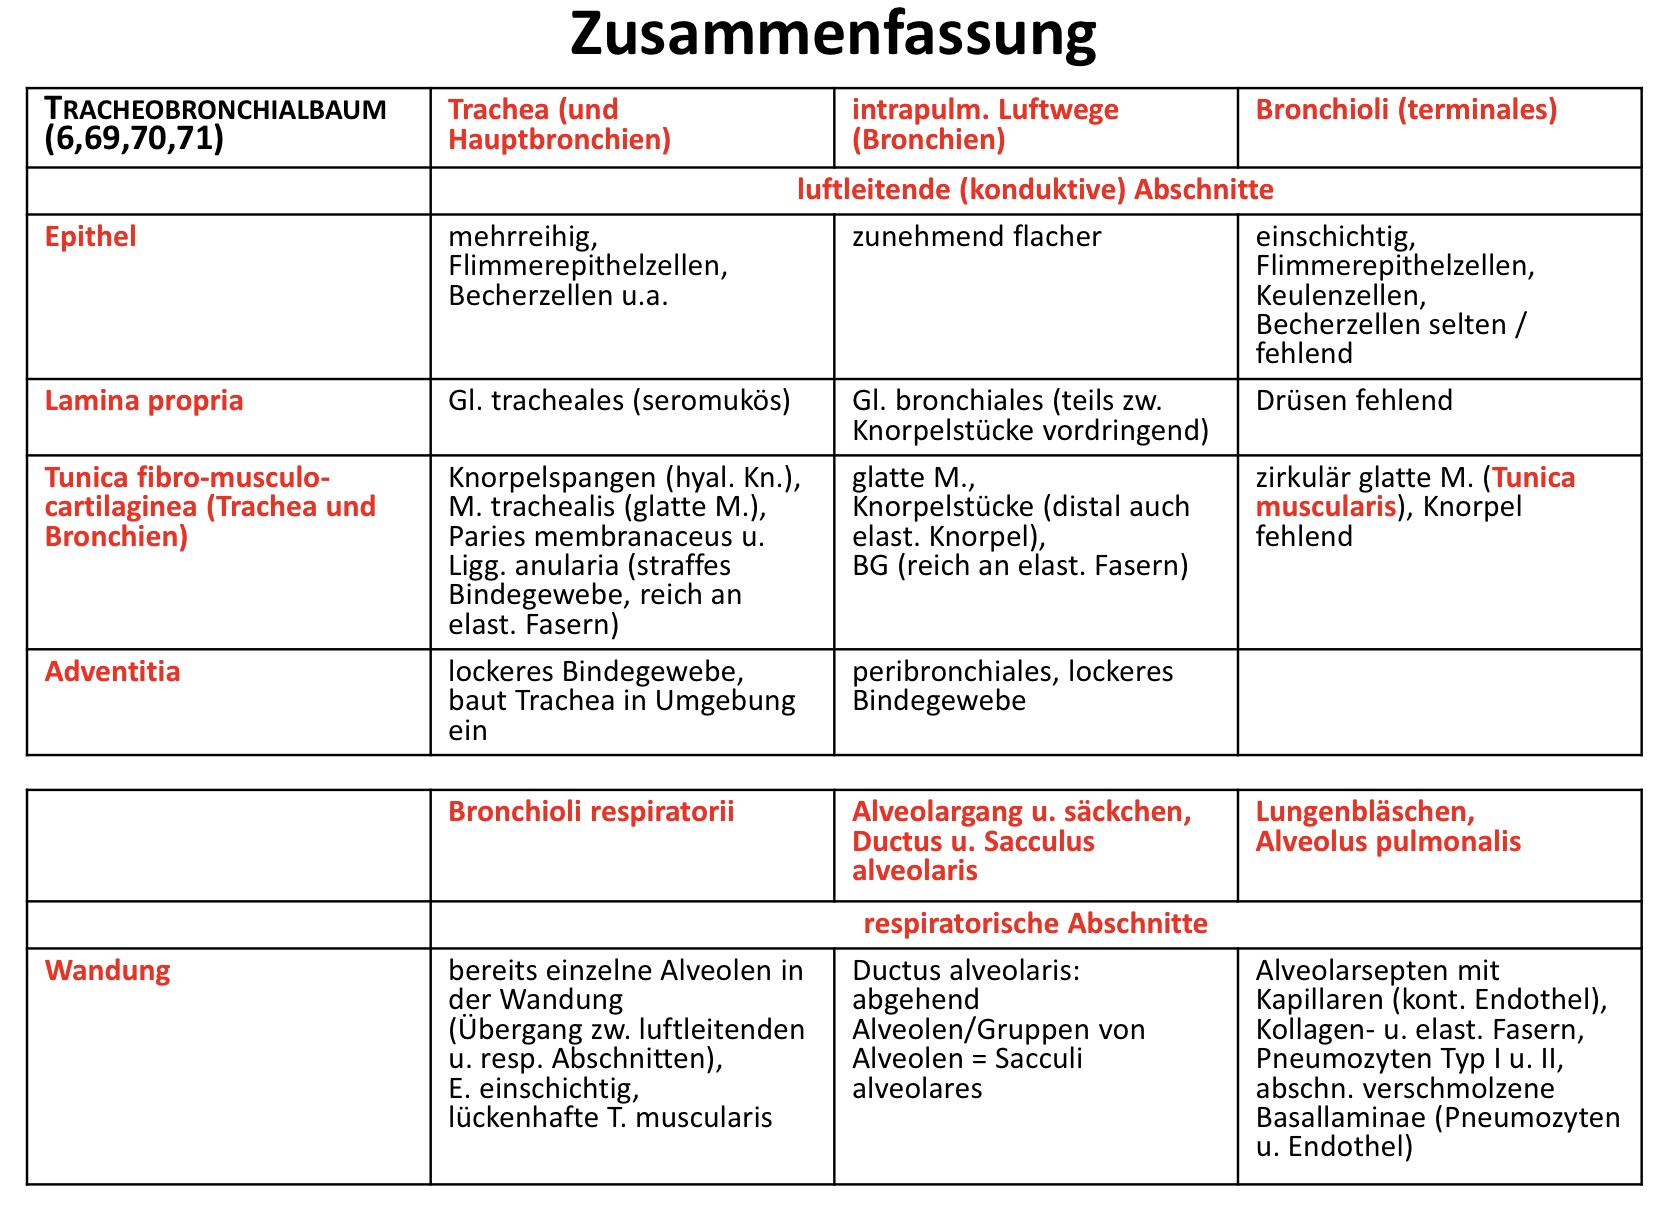 Zusammenfassung
TRACHEOBRONCHIALBAUM
(6,69,70,71)
Trachea (und
Hauptbronchien)
intrapulm. Luftwege
(Bronchien)
Bronchioli (terminales)
luftleitende (konduktive) Abschnitte
Epithel
mehrreihig,
Flimmerepithelzellen,
Becherzellen u.a.
zunehmend flacher
einschichtig,
Flimmerepithelzellen,
Keulenzellen,
Becherzellen selten /
fehlend
Lamina propria
Gl. tracheales (seromukös)
Gl. bronchiales (teils zw.
Knorpelstücke vordringend)
Drüsen fehlend
Tunica fibro-musculo-
cartilaginea (Trachea und
Bronchien)
Knorpelspangen (hyal. Kn.),
M. trachealis (glatte M.),
Paries membranaceus u.
Ligg. anularia (straffes
Bindegewebe, reich an
elast. Fasern)
glatte M.,
Knorpelstücke (distal auch
elast. Knorpel),
BG (reich an elast. Fasern)
zirkulär glatte M. (Tunica
muscularis), Knorpel
fehlend
Adventitia
lockeres Bindegewebe,
baut Trachea in Umgebung
ein
peribronchiales, lockeres
Bindegewebe
Bronchioli respiratorii
Alveolargang u. säckchen,
Ductus u. Sacculus
alveolaris
Lungenbläschen,
Alveolus pulmonalis
respiratorische Abschnitte
Wandung
bereits einzelne Alveolen in
der Wandung
(Übergang zw. luftleitenden
u. resp. Abschnitten),
E. einschichtig,
lückenhafte T. muscularis
Ductus alveolaris:
abgehend
Alveolen/Gruppen von
Alveolen = Sacculi
alveolares
Alveolarsepten mit
Kapillaren (kont. Endothel),
Kollagen- u. elast. Fasern,
Pneumozyten Typ I u. II,
abschn. verschmolzene
Basallaminae (Pneumozyten
u. Endothel)